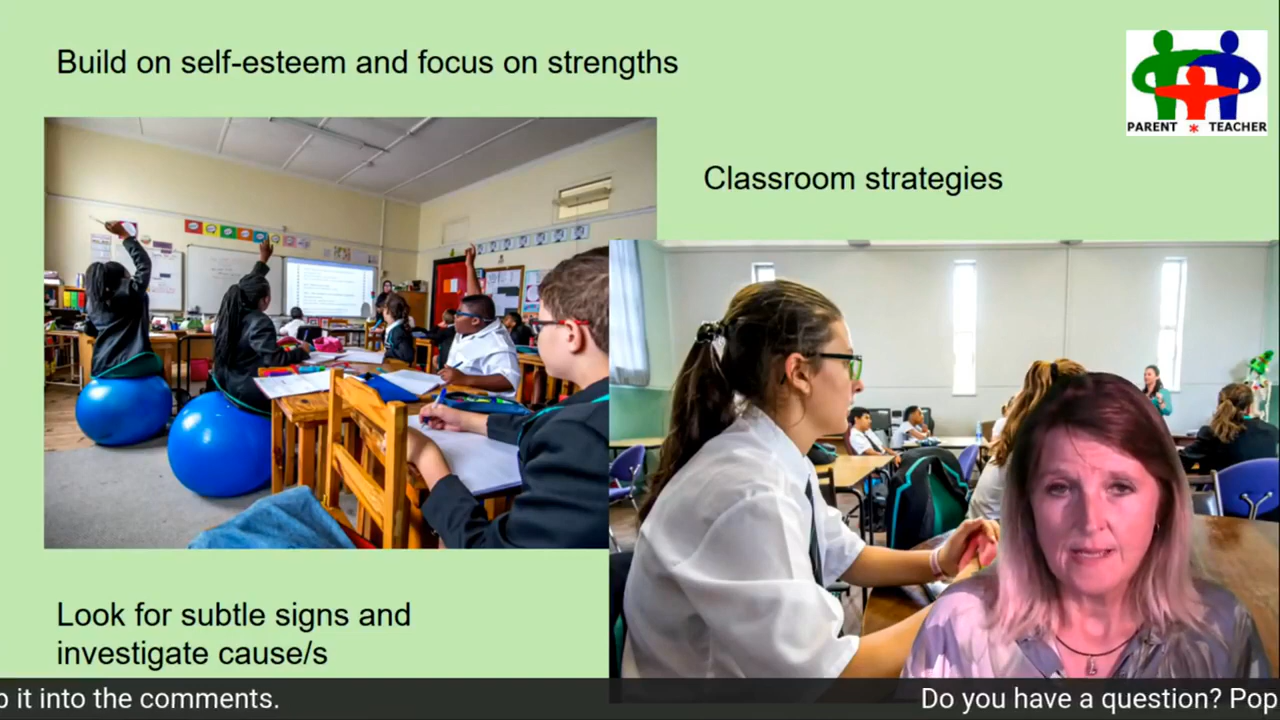 Build on self-esteem and focus on strengths
PARENT * TEACHER
Classroom strategies
Look for subtle signs and
investigate cause/s
p it into the comments.
Do you have a question? Pop